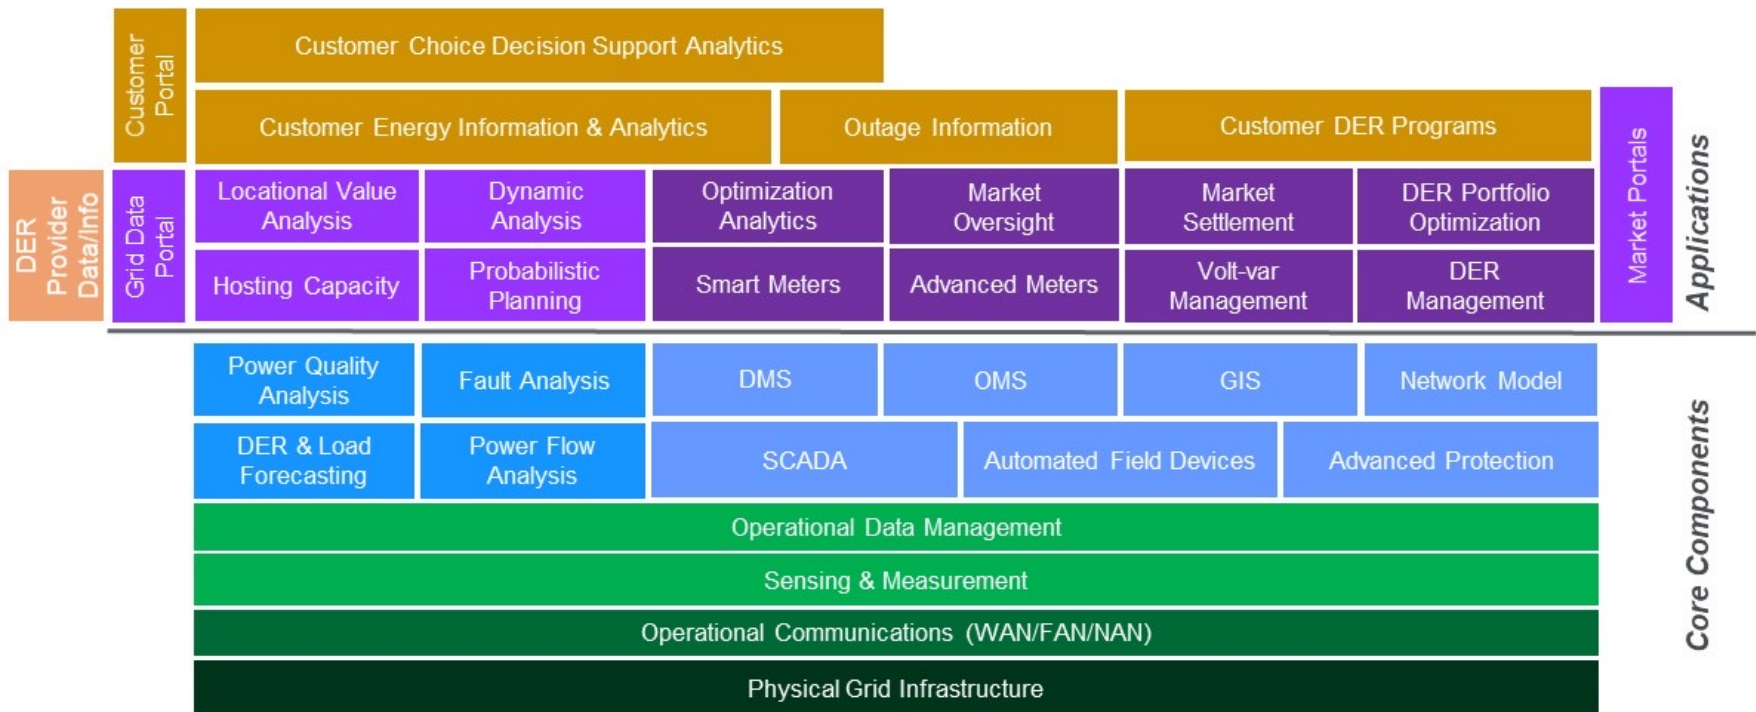 Customer
Portal
Customer Choice Decision Support Analytics
Customer Energy Information & Analytics
Outage Information
Customer DER Programs
Market Portals
Applications
DER
Provider
Data/Info
Grid Data
Portal
Locational Value
Analysis
Dynamic
Analysis
Optimization
Analytics
Market
Oversight
Market
Settlement
DER Portfolio
Optimization
Hosting Capacity
Probabilistic
Planning
Smart Meters
Advanced Meters
Volt-var
Management
DER
Management
Power Quality
Analysis
Fault Analysis
DMS
OMS
GIS
Network Model
DER & Load
Forecasting
Power Flow
Analysis
SCADA
Automated Field Devices
Advanced Protection
Core Components
Operational Data Management
Sensing & Measurement
Operational Communications (WAN/FAN/NAN)
Physical Grid Infrastructure